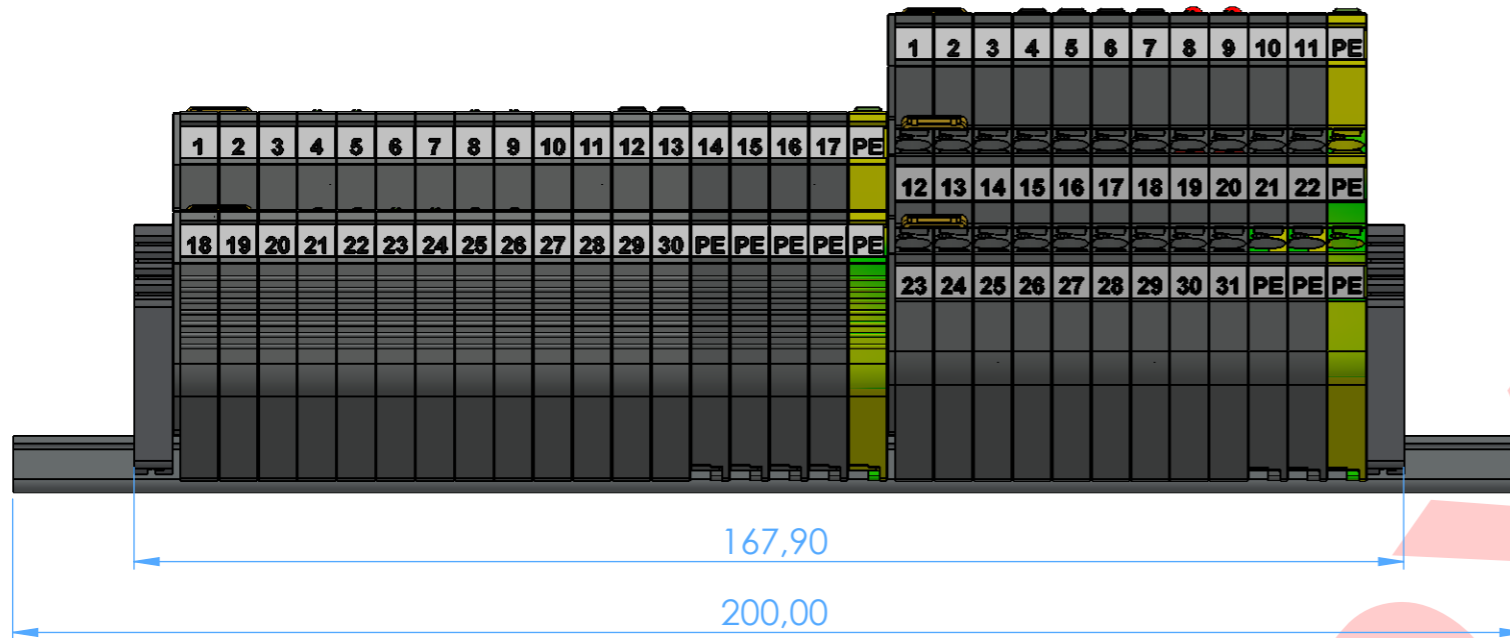 1 2 3 4 5 6 7 8 9 10 11 PE
1 2 3 4 5 6 7 8 9 10 11 12 13 14 15 16 17 PE
12 13 14 15 16 17 18 19 20 21 22 PE
18 19 20 21 22 23 24 25 26 27 28 29 30 PE PE PE PE PE
23 24 25 26 27 28 29 30 31 PE PE PE
167,90
200,00